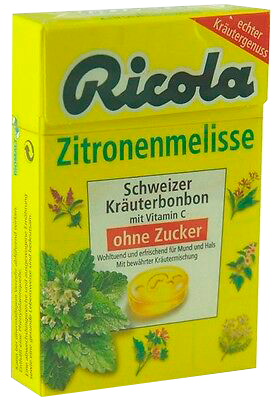 echter
Kräutergenuss
Ricola
Zitronenmelisse
Schweizer
Kräuterbonbon
mit Vitamin C
ohne Zucker
Wohltuend und erfrischend für Mund und Hals
Mit bewährter Kräutermischung